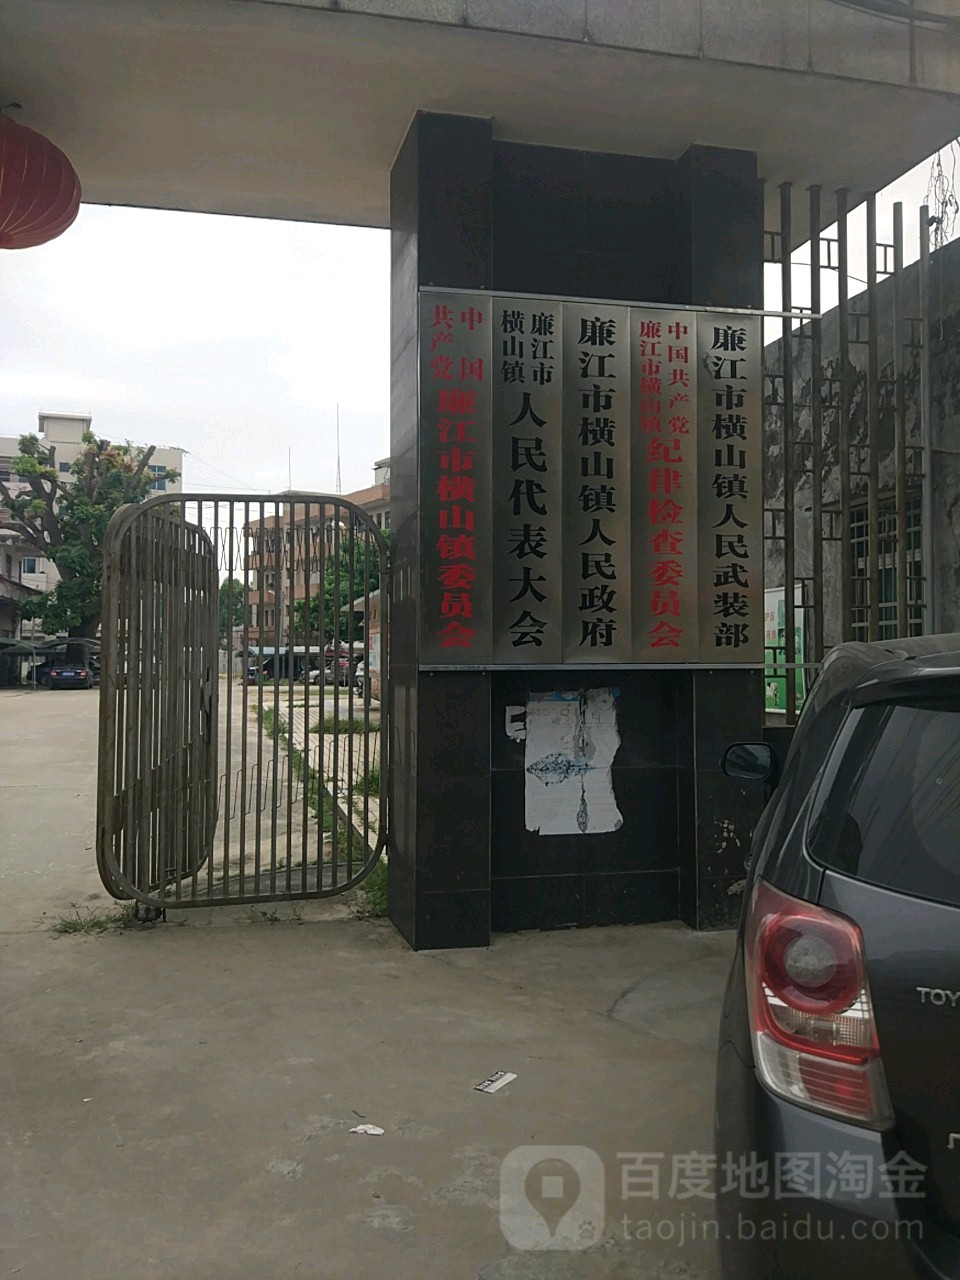 中国
共产党
廉江市横山镇委员会
廉江市
横山镇
人民代表大会
廉江市横山镇人民政府
中国共产党
廉江市横山镇
纪律检查委员会
廉江市横山镇人民武装部
TOY
百度地图淘金
taojin.baidu.com